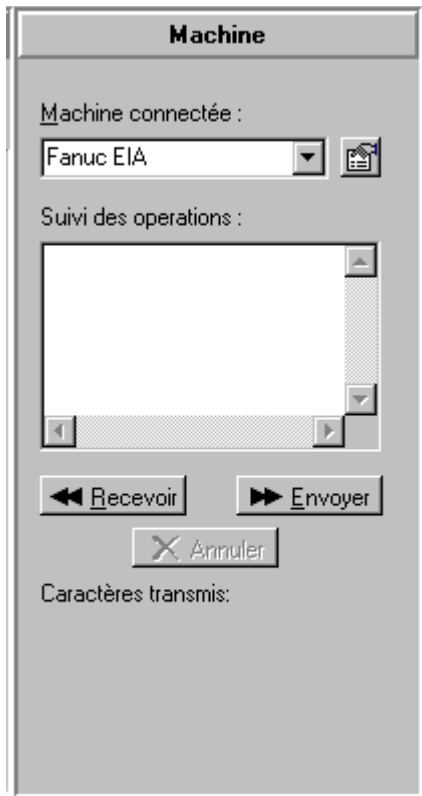 Machine
Machine connectée :
Fanuc EIA
Suivi des operations :
Recevoir
Envoyer
Annuler
Caractères transmis: